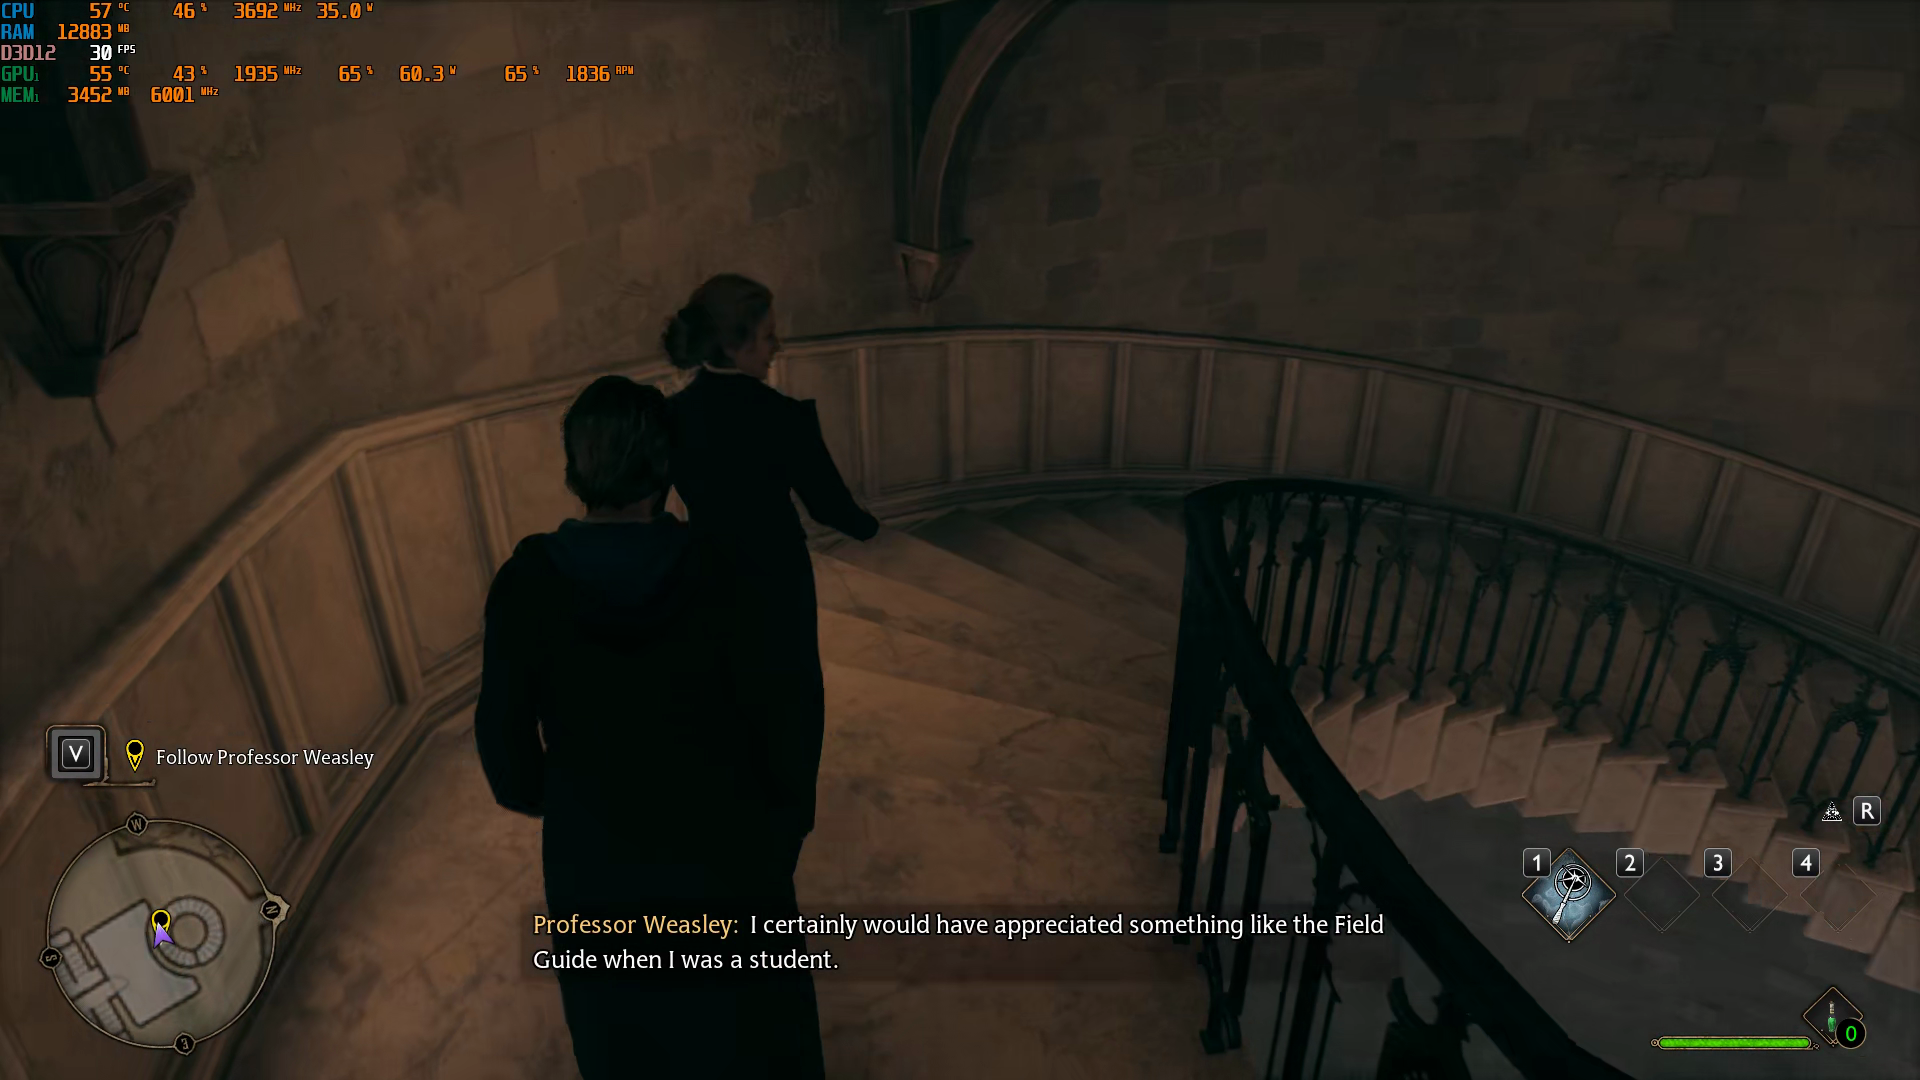 CPU 57 °C 46 % 3692 MHz 35.0 W
RAM 12883 MB
D3D12 30 FPS
GPU1 55 °C 43 % 1935 MHz 65 % 60.3 W 65 % 1836 RPM
MEM1 3452 MB 6001 MHz
V Follow Professor Weasley
W
N
S
E
R
1 2 3 4
Professor Weasley: I certainly would have appreciated something like the Field
Guide when I was a student.
0